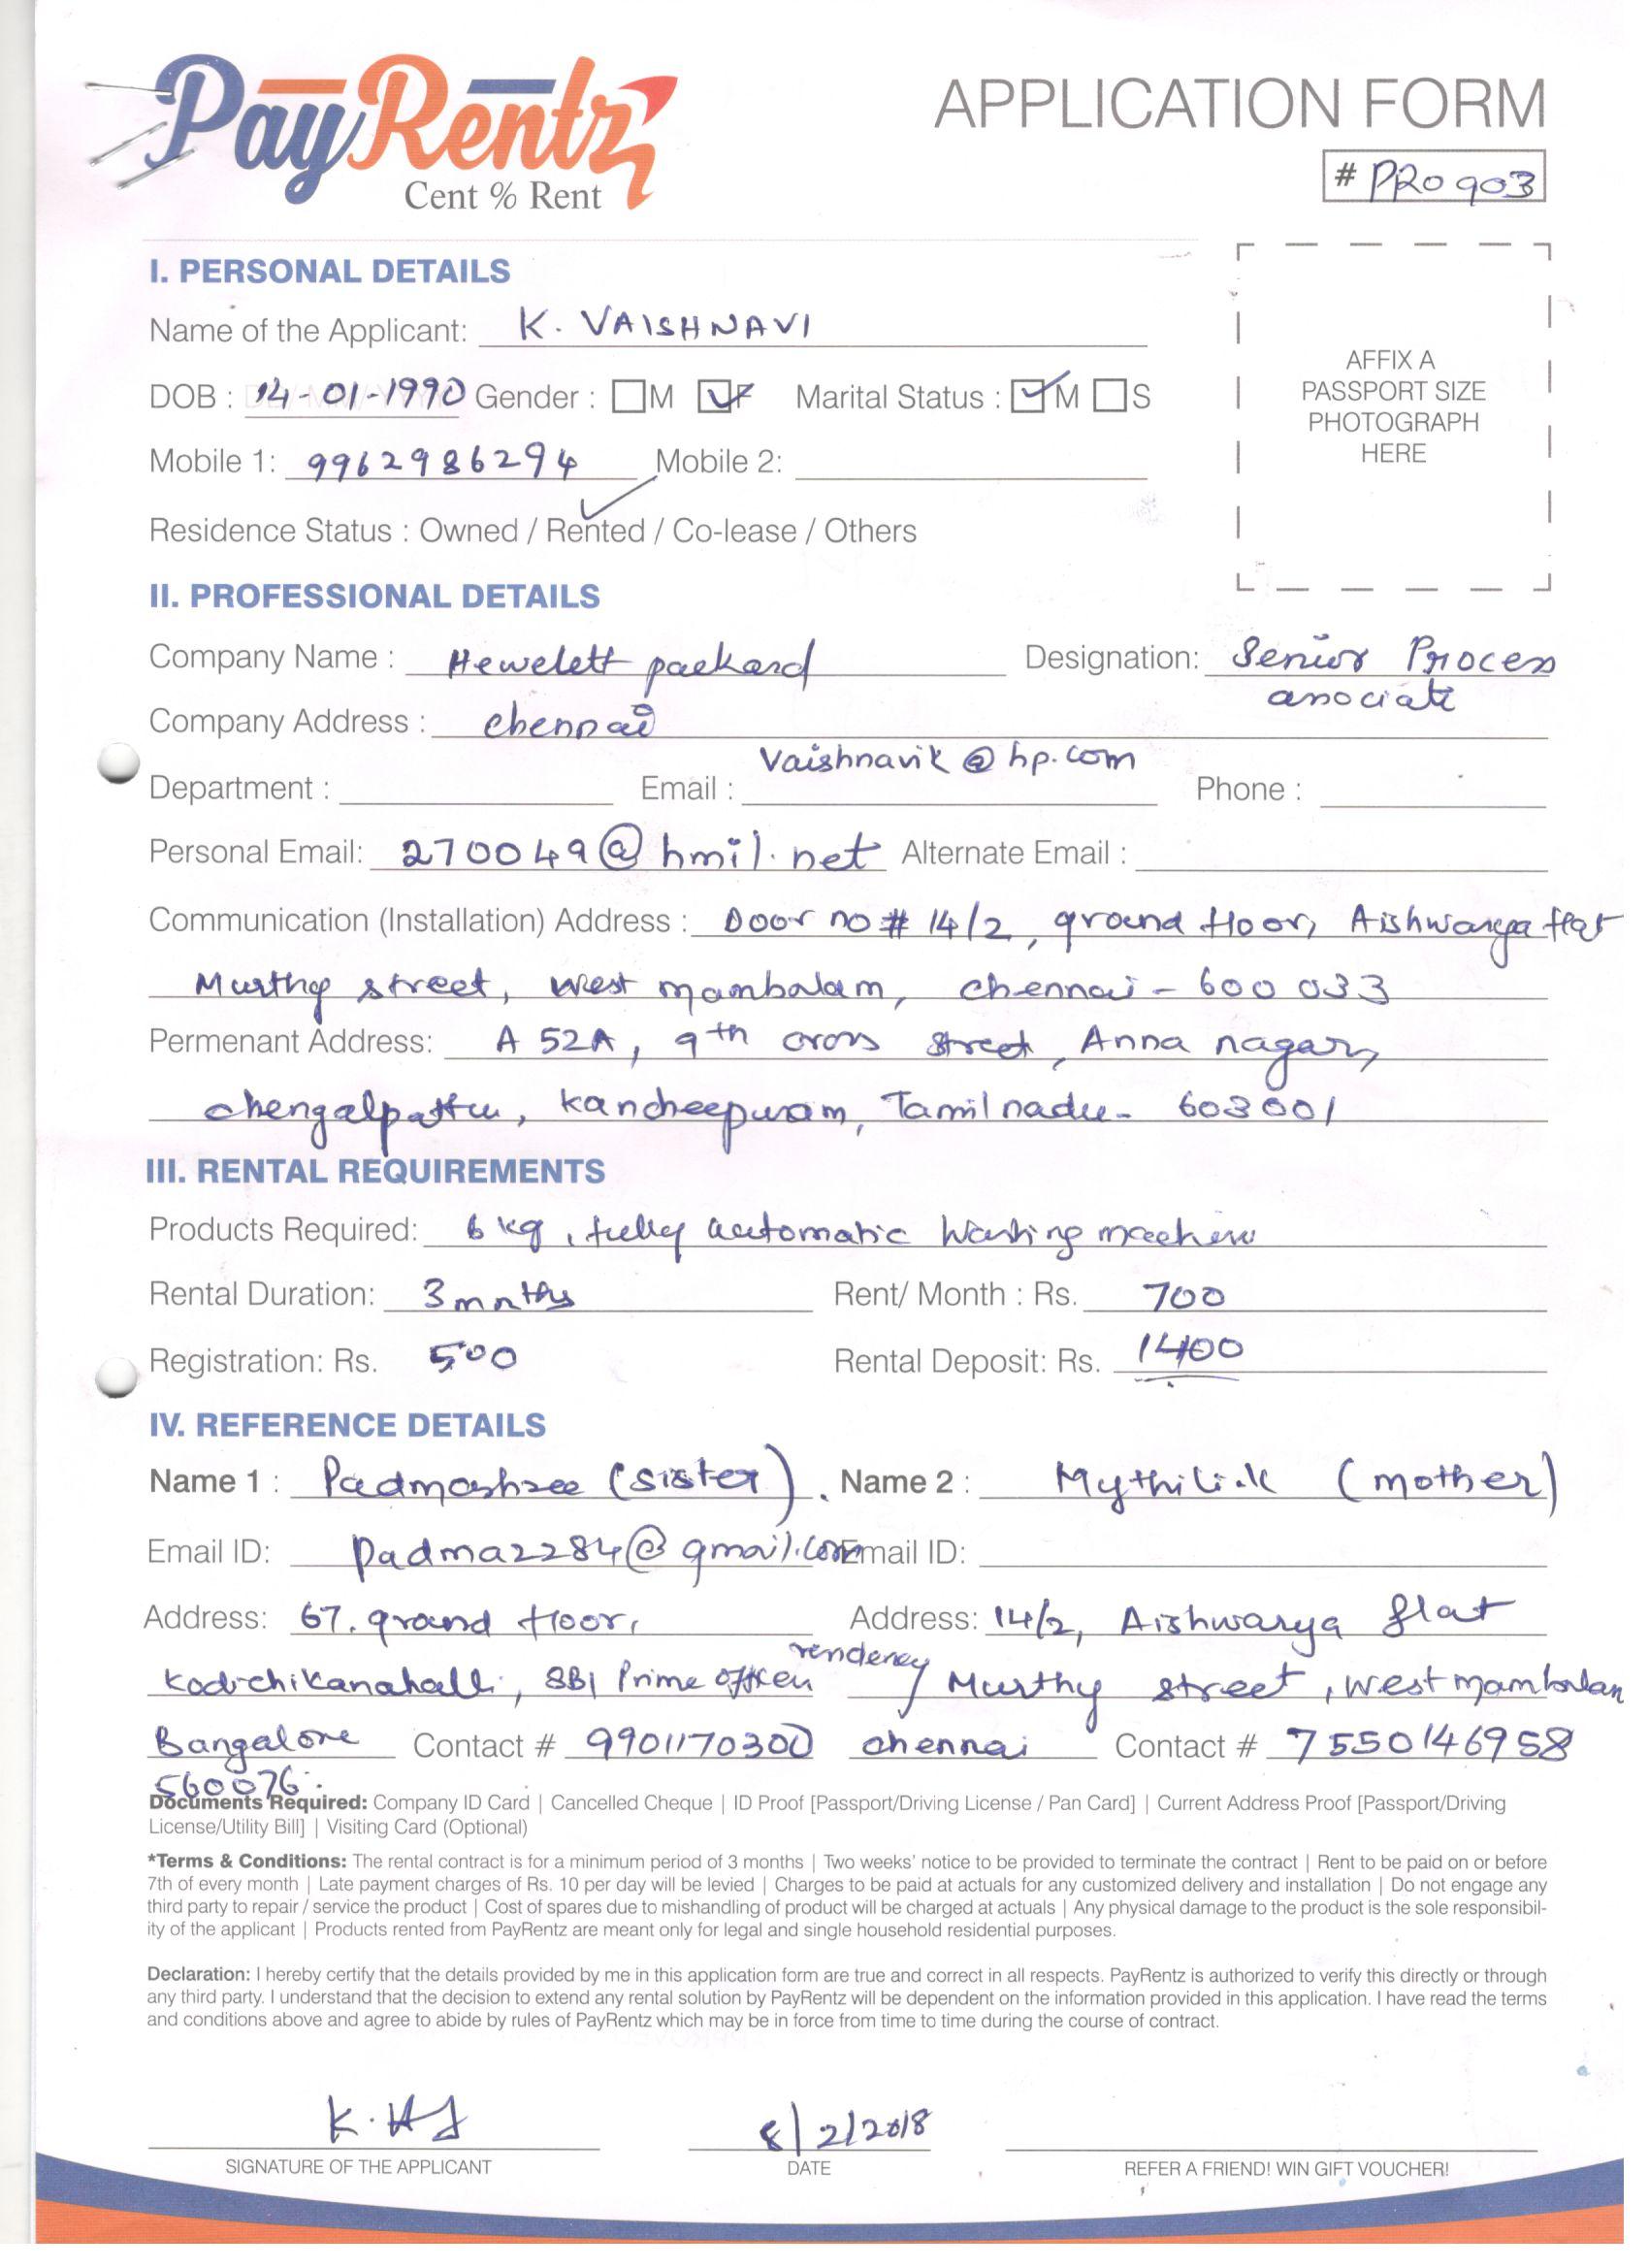 PayRentz
Cent % Rent
APPLICATION FORM
# PR0903
I. PERSONAL DETAILS
Name of the Applicant: K. VAISHNAVI
DOB : 14-01-1990 Gender : M F Marital Status : M S
Mobile 1: 9962986294 Mobile 2:
Residence Status : Owned / Rented / Co-lease / Others
AFFIX A
PASSPORT SIZE
PHOTOGRAPH
HERE
II. PROFESSIONAL DETAILS
Company Name : Hewelett packard Designation: Senior Process
associate
Company Address : chennai
Department : Email : Vaishnavik@hp.com Phone :
Personal Email: 270049@hmil.net Alternate Email :
Communication (Installation) Address : Door no # 14/2, ground floor, Aishwarya flat
Murthy street, west mambalam, chennai - 600 033
Permenant Address: A 52A, 9th cross street, Anna nagar,
chengalpattu, kancheepuram, Tamil nadu - 603001
III. RENTAL REQUIREMENTS
Products Required: 6 kg, fully automatic washing machine
Rental Duration: 3 mnths Rent/ Month : Rs. 700
Registration: Rs. 500 Rental Deposit: Rs. 1400
IV. REFERENCE DETAILS
Name 1 : Padmashree (sister). Name 2 : Mythili.k (mother)
Email ID: padma2284@gmail.com Email ID:
Address: 67, ground floor, Address: 14/2, Aishwarya flat
Kodichikanahalli, SBI Prime officers Murthy street, west mambalam
Bangalore Contact # 9901170300 chennai Contact # 7550146958
560076.
Documents Required: Company ID Card | Cancelled Cheque | ID Proof [Passport/Driving License / Pan Card] | Current Address Proof [Passport/Driving
License/Utility Bill] | Visiting Card (Optional)
*Terms & Conditions: The rental contract is for a minimum period of 3 months | Two weeks' notice to be provided to terminate the contract | Rent to be paid on or before
7th of every month | Late payment charges of Rs. 10 per day will be levied | Charges to be paid at actuals for any customized delivery and installation | Do not engage any
third party to repair / service the product | Cost of spares due to mishandling of product will be charged at actuals | Any physical damage to the product is the sole responsibil-
ity of the applicant | Products rented from PayRentz are meant only for legal and single household residential purposes.
Declaration: I hereby certify that the details provided by me in this application form are true and correct in all respects. PayRentz is authorized to verify this directly or through
any third party. I understand that the decision to extend any rental solution by PayRentz will be dependent on the information provided in this application. I have read the terms
and conditions above and agree to abide by rules of PayRentz which may be in force from time to time during the course of contract.
8/2/2018
SIGNATURE OF THE APPLICANT DATE REFER A FRIEND! WIN GIFT VOUCHER!